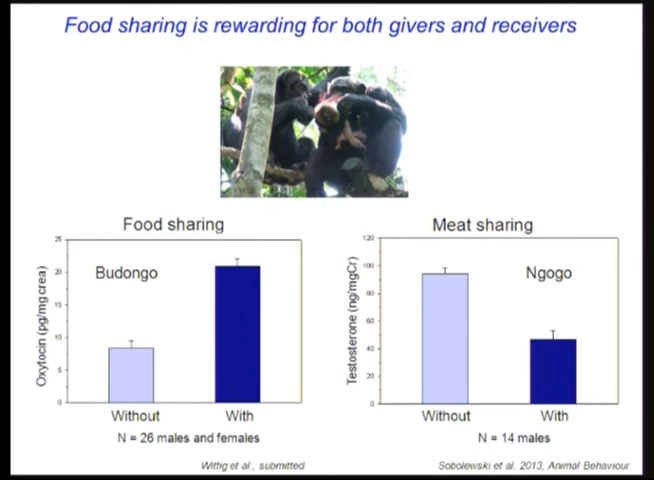 Food sharing is rewarding for both givers and receivers
Food sharing
Oxytocin (pg/mgcrea)
25
20
15
10
5
0
Budongo
Without With
N = 26 males and females
Wittig et al., submitted
Meat sharing
Testosterone (ng/mgCr)
120
100
80
60
40
20
0
Ngogo
Without With
N = 14 males
Sobolewski et al. 2013, Animal Behaviour